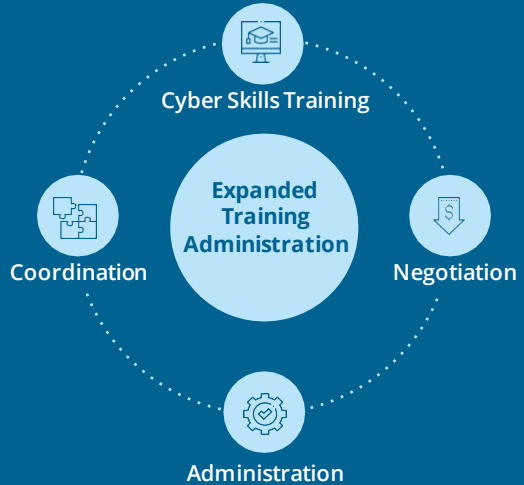 Cyber Skills Training
Expanded
Training
Administration
Coordination
$
Negotiation
Administration